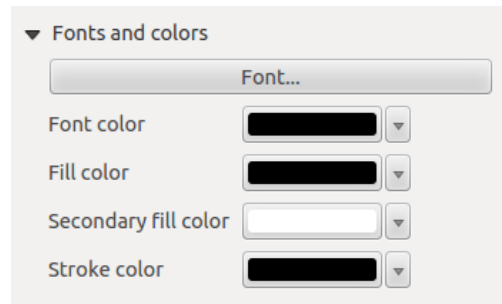 Fonts and colors
Font...
Font color
Fill color
Secondary fill color
Stroke color